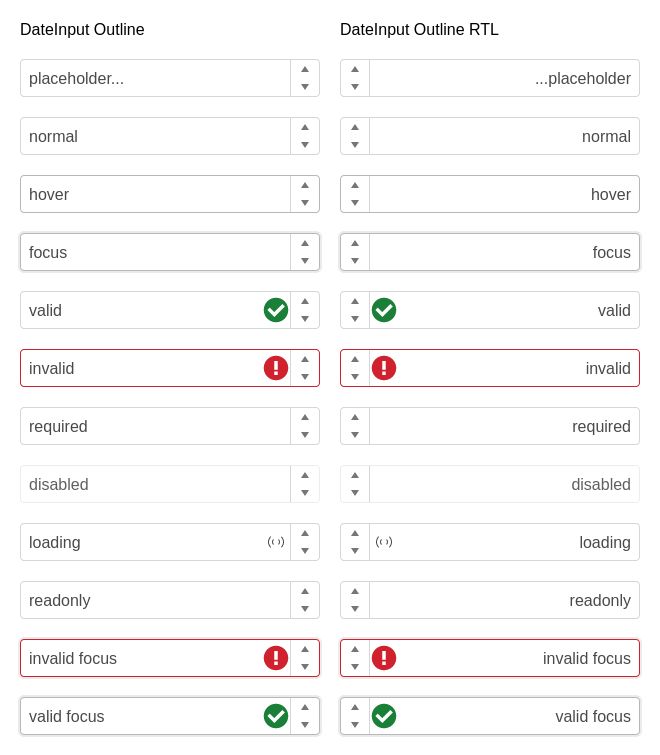 DateInput Outline DateInput Outline RTL
placeholder... ...placeholder
normal normal
hover hover
focus focus
valid valid
invalid invalid
required required
disabled disabled
loading loading
readonly readonly
invalid focus invalid focus
valid focus valid focus